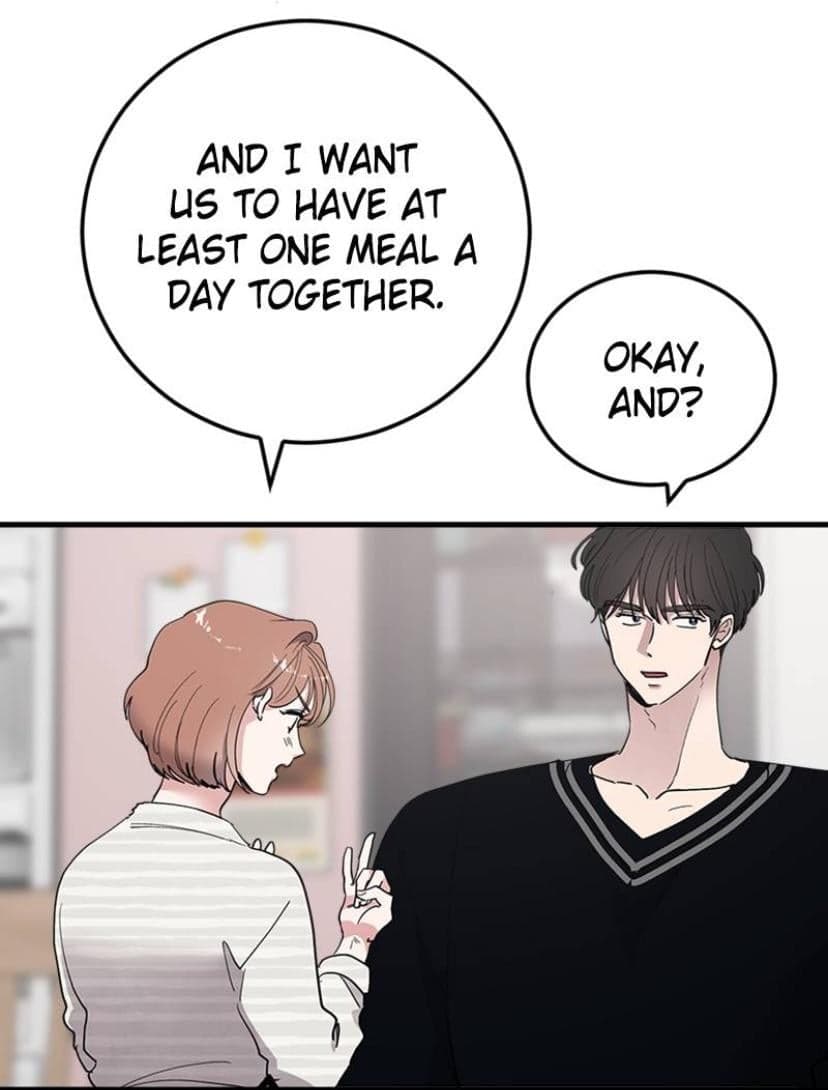 AND I WANT
US TO HAVE AT
LEAST ONE MEAL A
DAY TOGETHER.
OKAY,
AND?